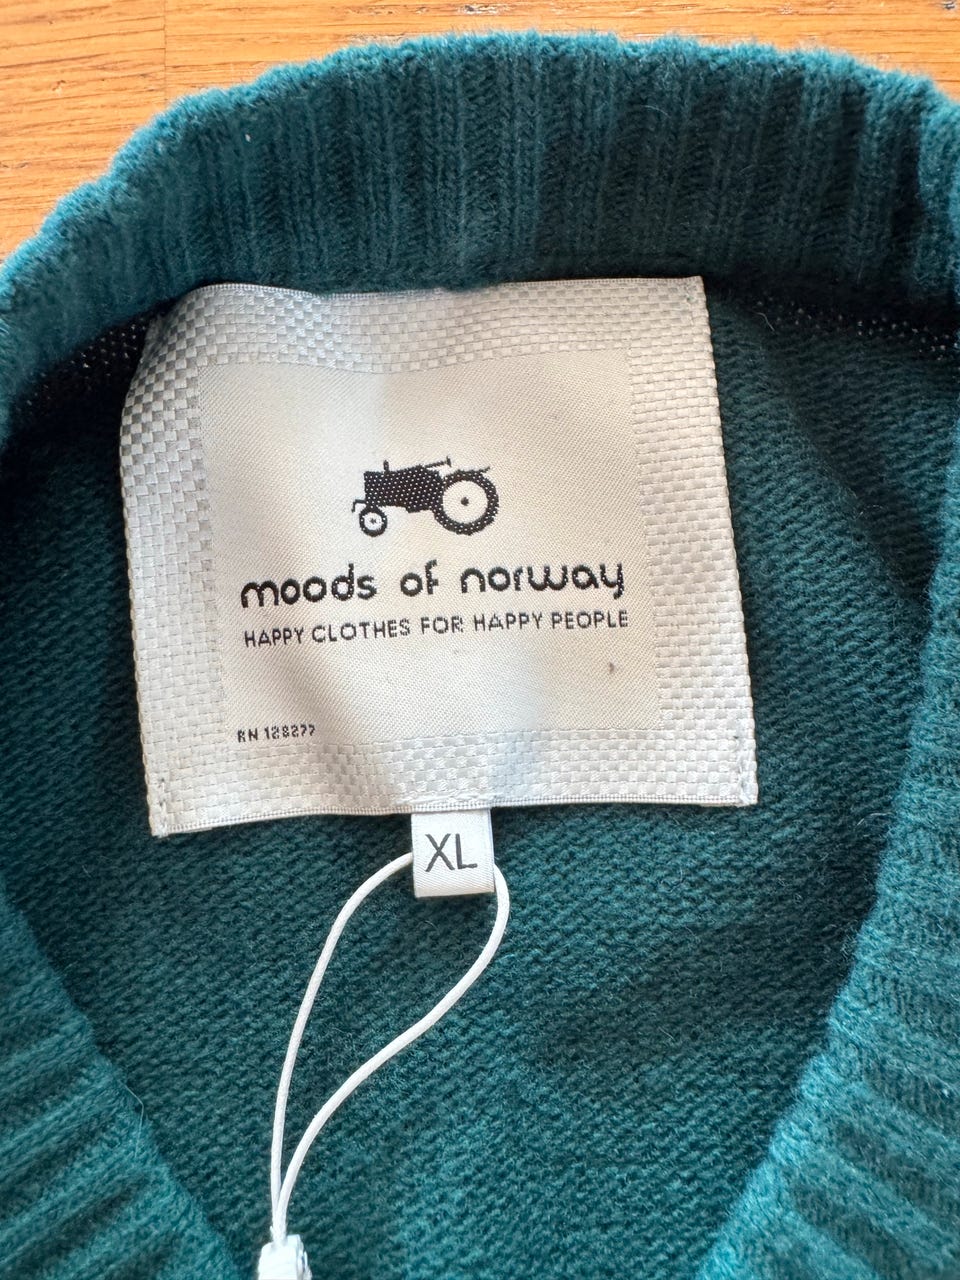 moods of norway
HAPPY CLOTHES FOR HAPPY PEOPLE
RN 128277
XL